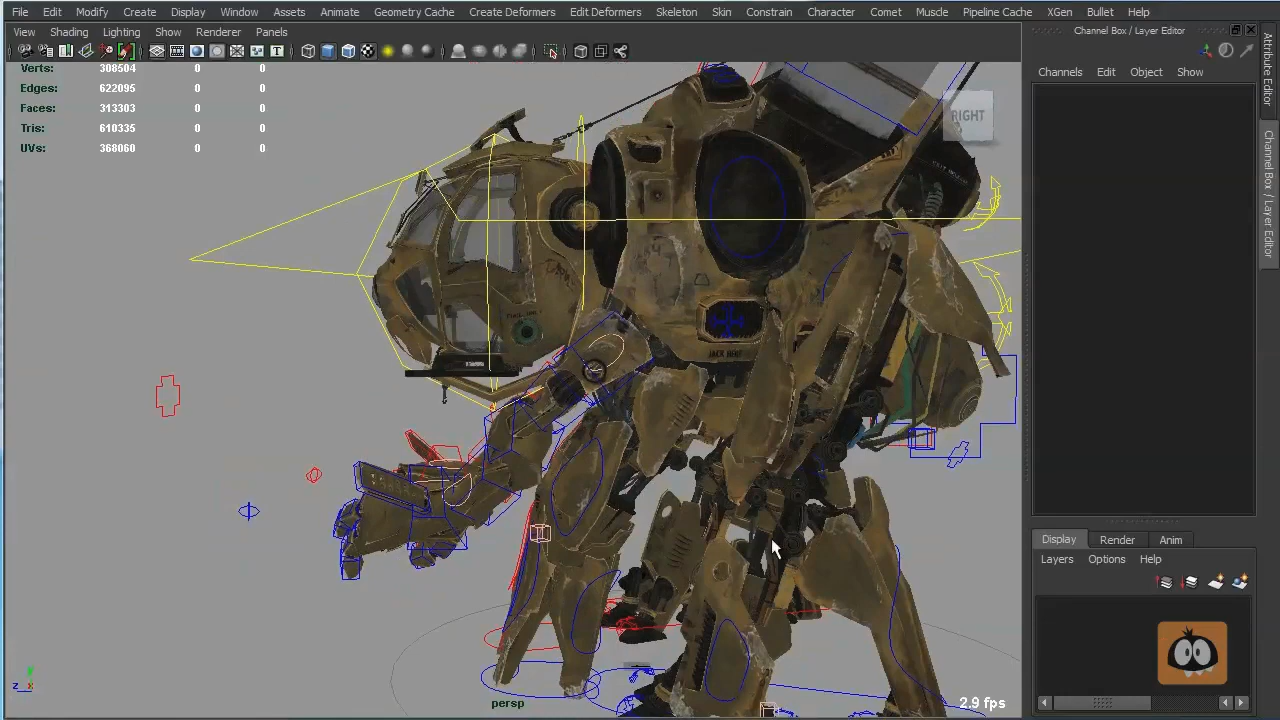 File Edit Modify Create Display Window Assets Animate Geometry Cache Create Deformers Edit Deformers Skeleton Skin Constrain Character Comet Muscle Pipeline Cache XGen Bullet Help
View Shading Lighting Show Renderer Panels
Channel Box / Layer Editor
Channels Edit Object Show
Verts: 308504 0 0
Edges: 622095 0 0
Faces: 313303 0 0
Tris: 610335 0 0
UVs: 368060 0 0
RIGHT
Attribute Editor
Channel Box / Layer Editor
Display Render Anim
Layers Options Help
persp
2.9 fps
z
y
x
T